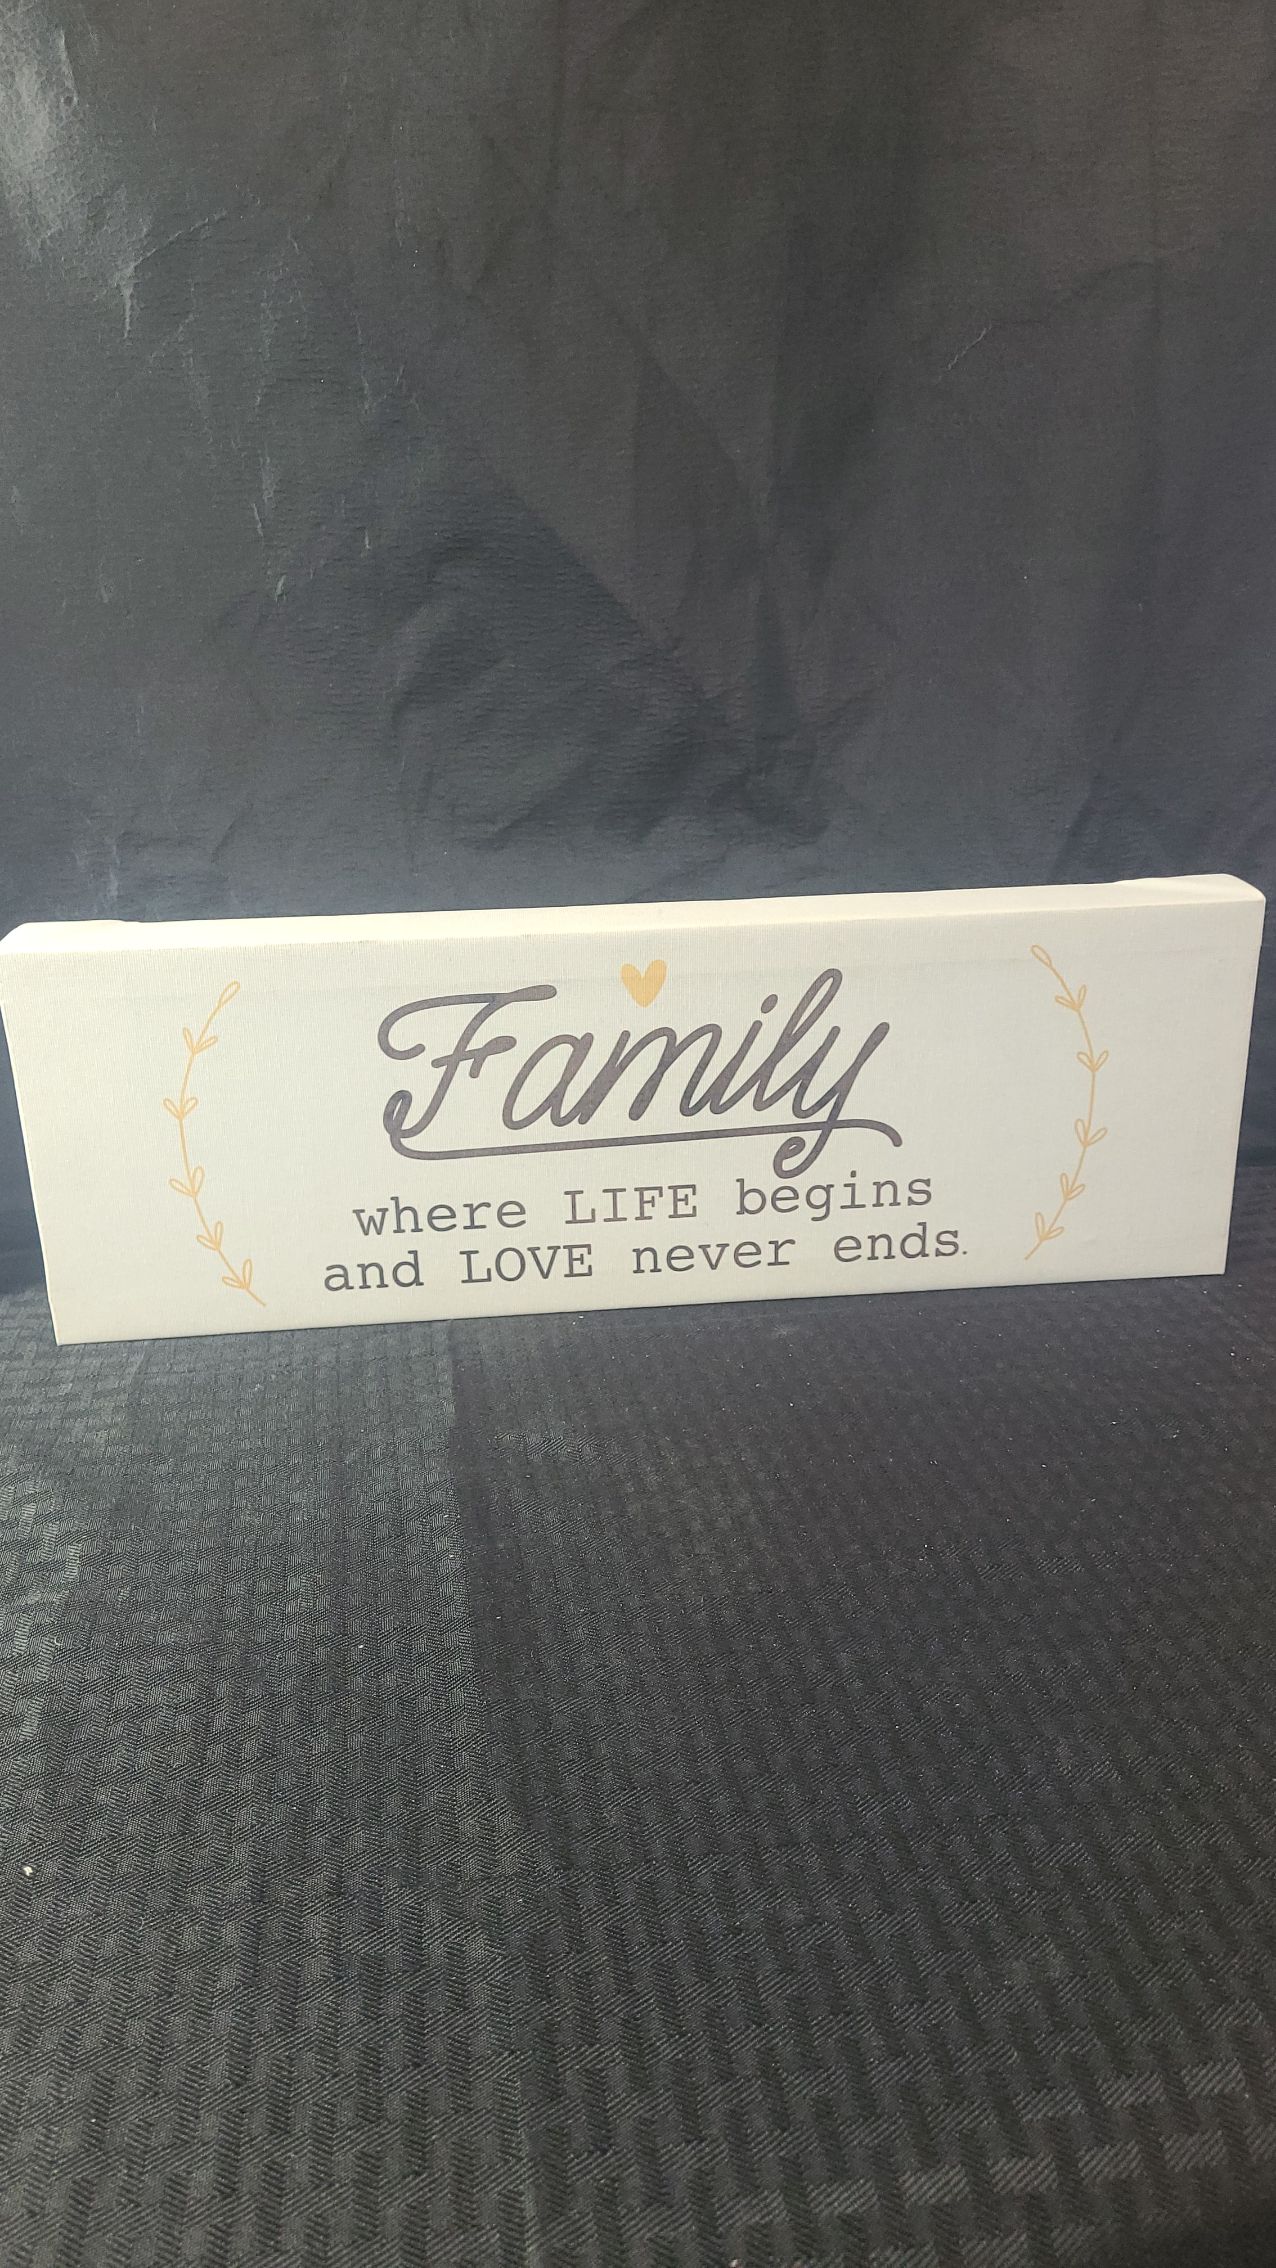 Family
where LIFE begins
and LOVE never ends.